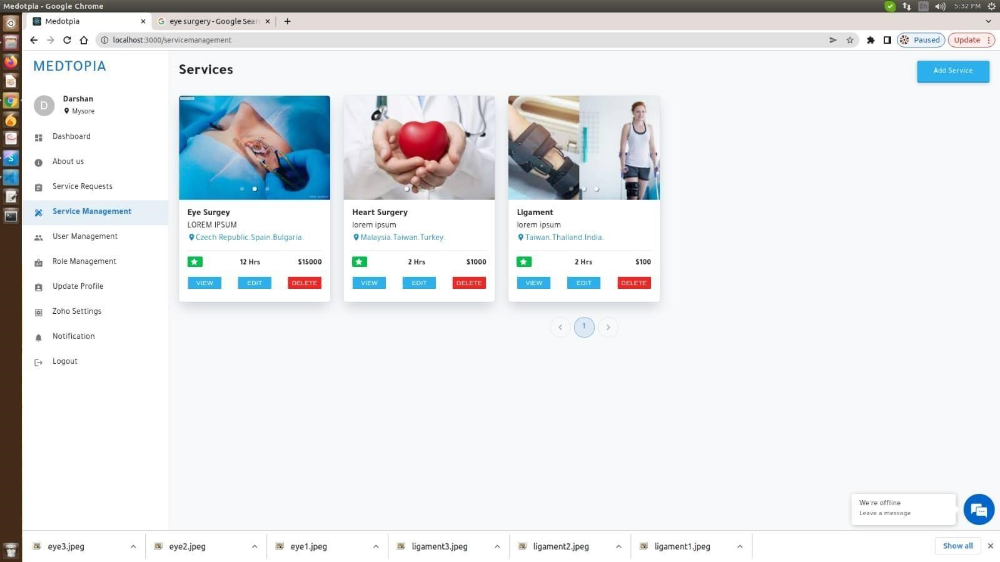 Medotpia - Google Chrome
En
5:32 PM
Medotpia
eye surgery - Google Sear
localhost:3000/servicemanagement
Paused
Update
MEDTOPIA
D
Darshan
Mysore
Dashboard
About us
Service Requests
Service Management
User Management
Role Management
Update Profile
Zoho Settings
Notification
Logout
Services
Add Service
Eye Surgey
LOREM IPSUM
Czech Republic.Spain.Bulgaria.
12 Hrs
$15000
VIEW
EDIT
DELETE
Heart Surgery
lorem ipsum
Malaysia.Taiwan.Turkey.
2 Hrs
$1000
VIEW
EDIT
DELETE
Ligament
lorem ipsum
Taiwan.Thailand.India.
2 Hrs
$100
VIEW
EDIT
DELETE
1
We're offline
Leave a message
eye3.jpeg
eye2.jpeg
eye1.jpeg
ligament3.jpeg
ligament2.jpeg
ligament1.jpeg
Show all